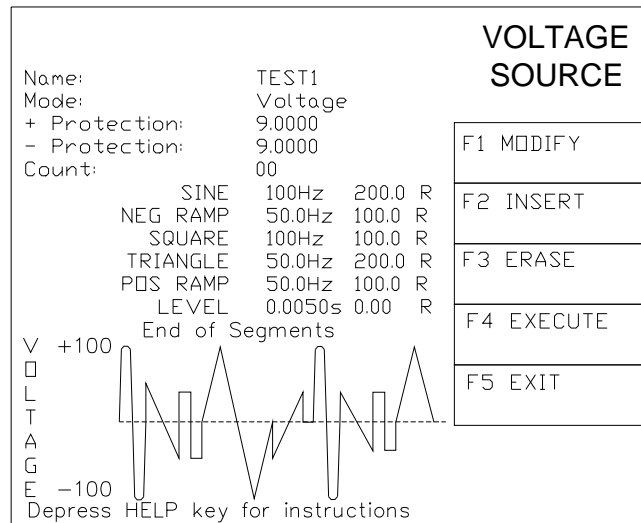 VOLTAGE
SOURCE
Name: TEST1
Mode: Voltage
+ Protection: 9.0000
- Protection: 9.0000
Count: 00
SINE 100Hz 200.0 R
NEG RAMP 50.0Hz 100.0 R
SQUARE 100Hz 100.0 R
TRIANGLE 50.0Hz 200.0 R
POS RAMP 50.0Hz 100.0 R
LEVEL 0.0050s 0.00 R
End of Segments
VOLTAGE
+100
-100
Depress HELP key for instructions
F1 MODIFY
F2 INSERT
F3 ERASE
F4 EXECUTE
F5 EXIT